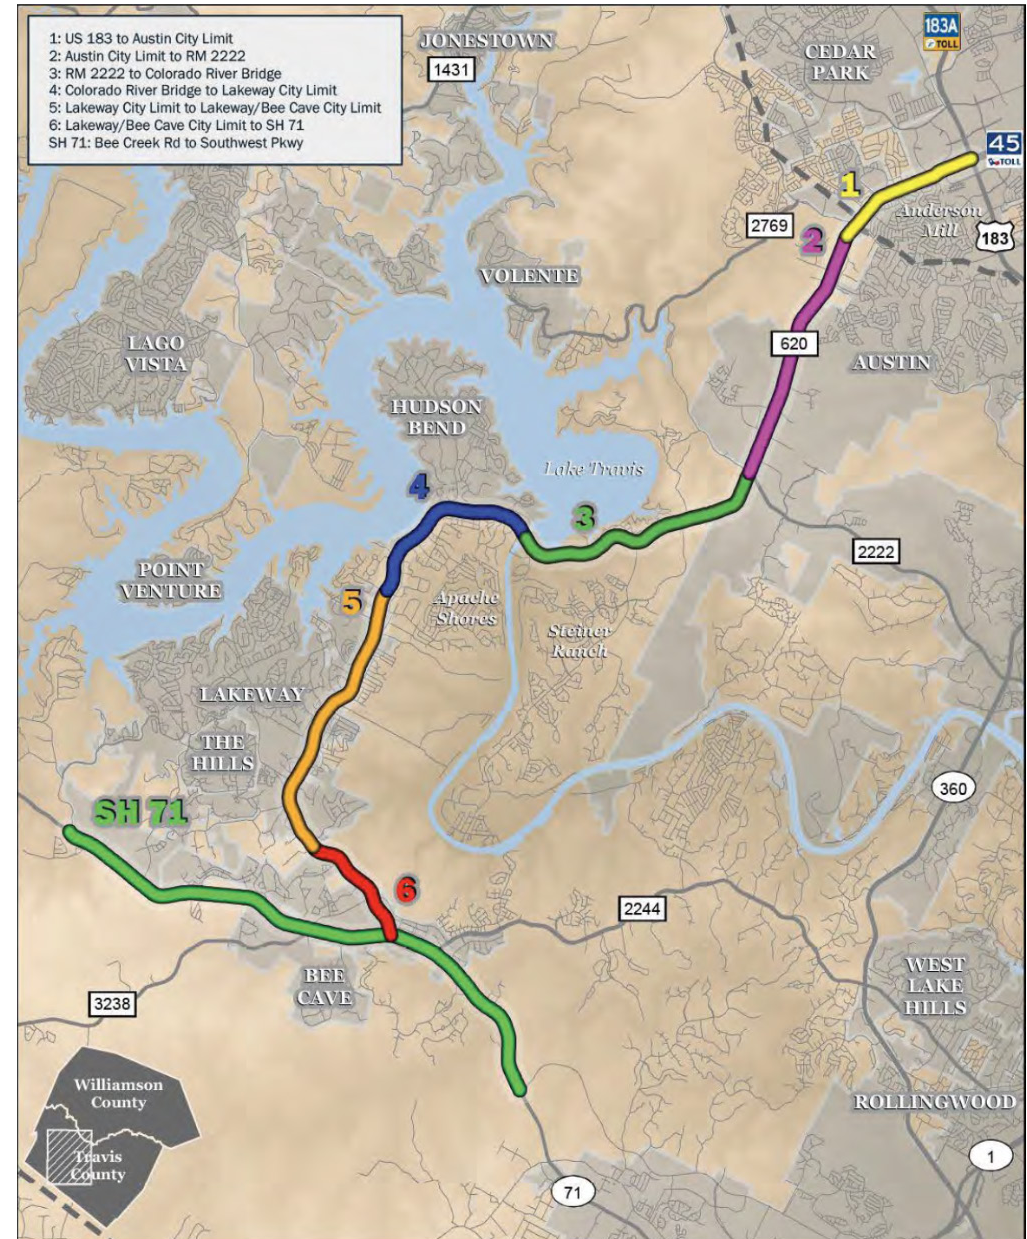 1: US 183 to Austin City Limit
2: Austin City Limit to RM 2222
3: RM 2222 to Colorado River Bridge
4: Colorado River Bridge to Lakeway City Limit
5: Lakeway City Limit to Lakeway/Bee Cave City Limit
6: Lakeway/Bee Cave City Limit to SH 71
SH 71: Bee Creek Rd to Southwest Pkwy
JONESTOWN
1431
183A
TOLL
CEDAR
PARK
45
TOLL
1
Anderson
Mill
2769
2
183
VOLENTE
LAGO
VISTA
620
AUSTIN
HUDSON
BEND
Lake Travis
4
3
2222
POINT
VENTURE
5
Apache
Shores
Steiner
Ranch
LAKEWAY
THE
HILLS
360
SH 71
6
2244
BEE
CAVE
WEST
LAKE
HILLS
3238
Williamson
County
Travis
County
ROLLINGWOOD
1
71